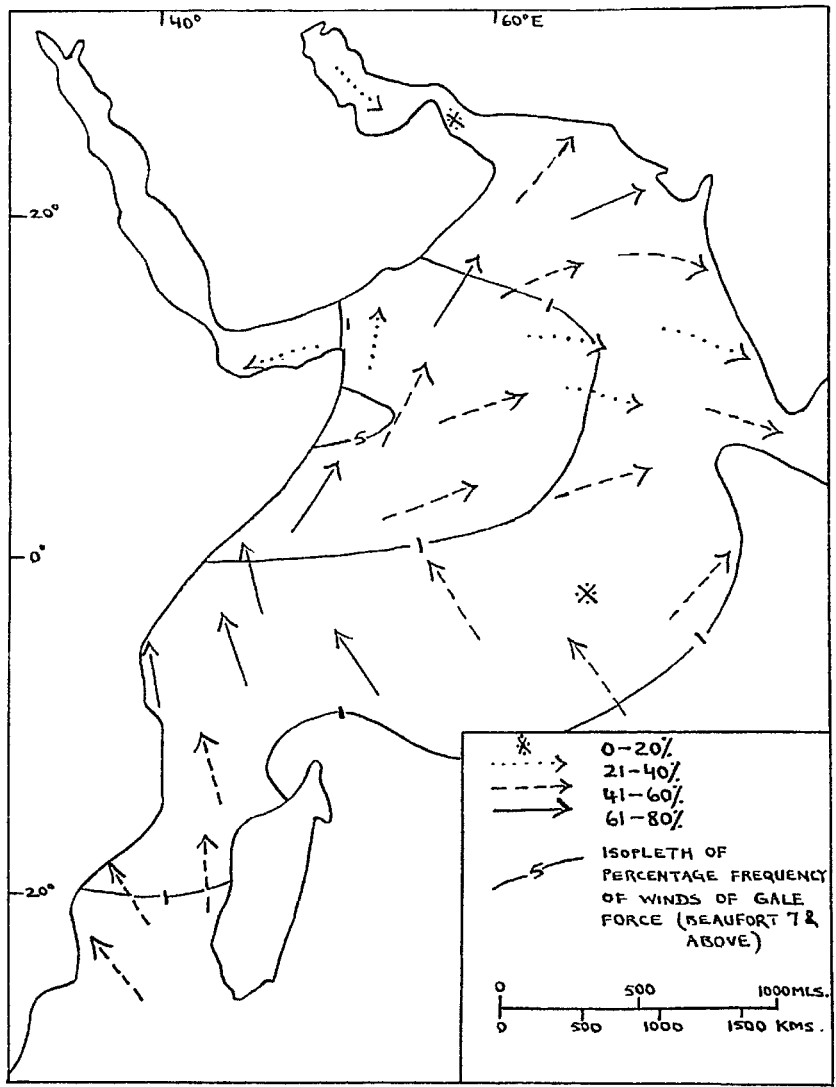 40°
60°E
20°
1
1
5
0°
1
1
1
20°
1
0-20%
21-40%
41-60%
61-80%
5
ISOPLETH OF
PERCENTAGE FREQUENCY
OF WINDS OF GALE
FORCE (BEAUFORT 7 &
ABOVE)
0 500 1000 MLS.
0 500 1000 1500 KMS.